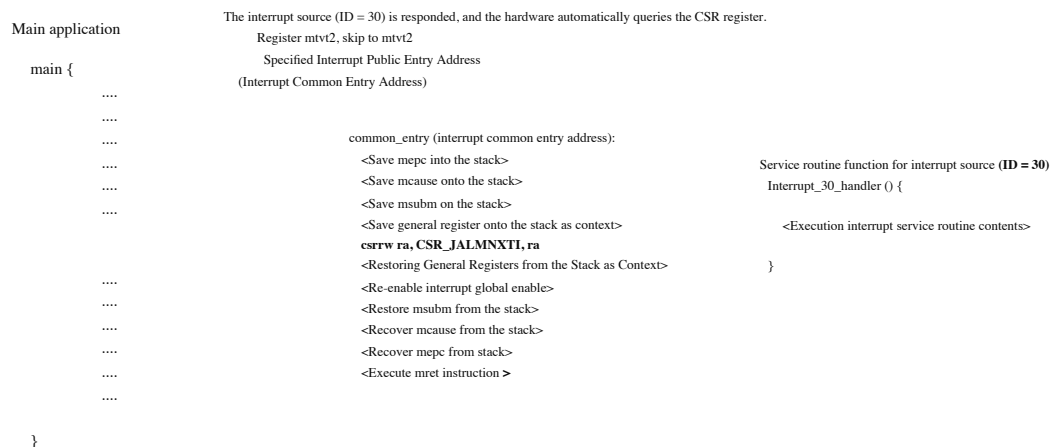 Main application
main {
....
....
....
....
....
....
....
....
....
....
....
....
}
The interrupt source (ID = 30) is responded, and the hardware automatically queries the CSR register.
Register mtvt2, skip to mtvt2
Specified Interrupt Public Entry Address
(Interrupt Common Entry Address)
common_entry (interrupt common entry address):
<Save mepc into the stack>
<Save mcause onto the stack>
<Save msubm on the stack>
<Save general register onto the stack as context>
csrrw ra, CSR_JALMNXTI, ra
<Restoring General Registers from the Stack as Context>
<Re-enable interrupt global enable>
<Restore msubm from the stack>
<Recover mcause from the stack>
<Recover mepc from stack>
<Execute mret instruction >
Service routine function for interrupt source (ID = 30)
Interrupt_30_handler () {
<Execution interrupt service routine contents>
}